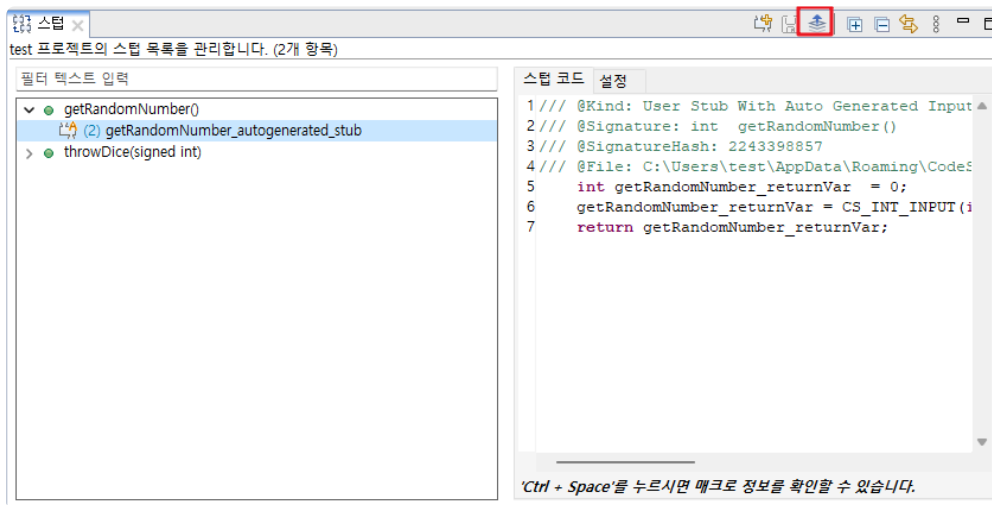 스텁
test 프로젝트의 스텁 목록을 관리합니다. (2개 항목)
필터 텍스트 입력
getRandomNumber()
(2) getRandomNumber_autogenerated_stub
throwDice(signed int)
스텁 코드 설정
1 /// @Kind: User Stub With Auto Generated Input
2 /// @Signature: int  getRandomNumber()
3 /// @SignatureHash: 2243398857
4 /// @File: C:\Users\test\AppData\Roaming\CodeS
5     int getRandomNumber_returnVar  = 0;
6     getRandomNumber_returnVar = CS_INT_INPUT(i
7     return getRandomNumber_returnVar;
'Ctrl + Space'를 누르시면 매크로 정보를 확인할 수 있습니다.